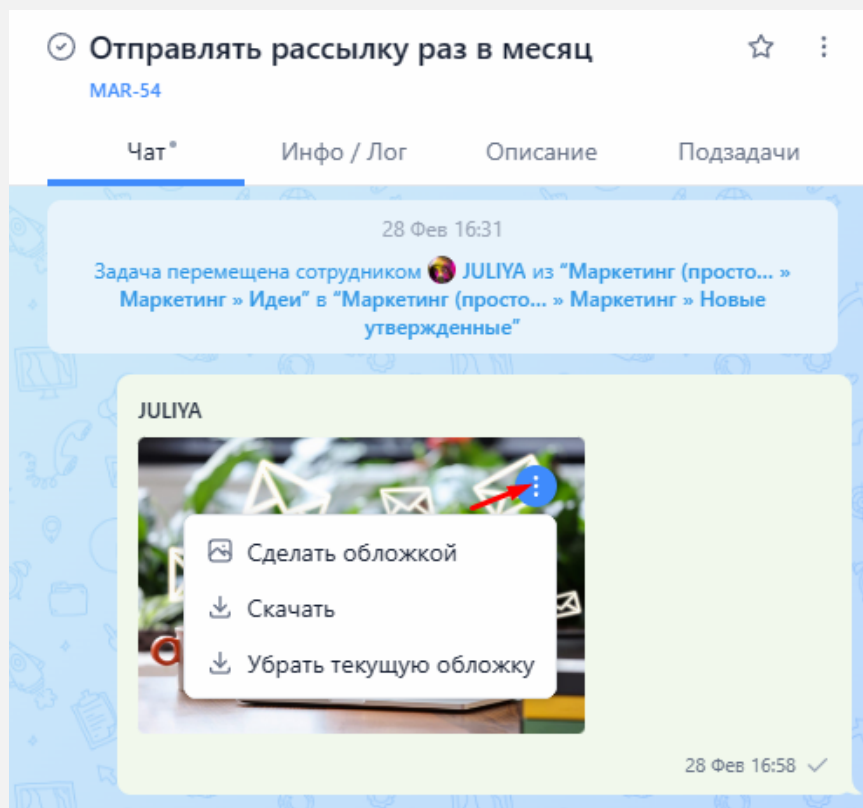 Отправлять рассылку раз в месяц
MAR-54
Чат
Инфо / Лог
Описание
Подзадачи
28 Фев 16:31
Задача перемещена сотрудником JULIYA из “Маркетинг (просто... »
Маркетинг » Идеи” в “Маркетинг (просто... » Маркетинг » Новые
утвержденные”
JULIYA
Сделать обложкой
Скачать
Убрать текущую обложку
28 Фев 16:58